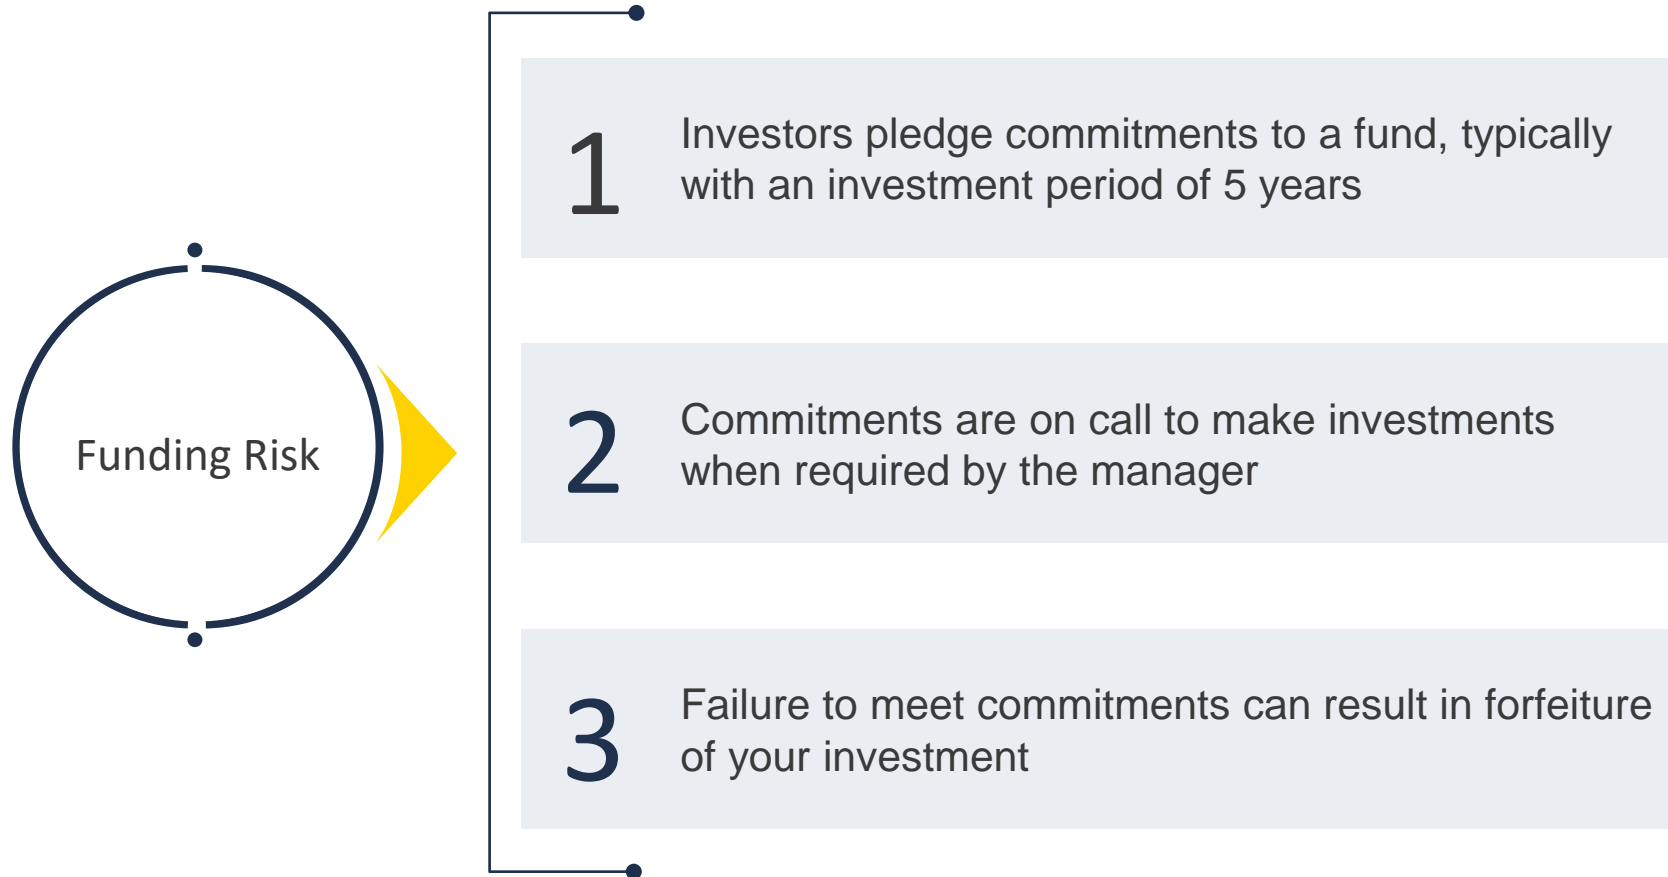 Funding Risk
1
Investors pledge commitments to a fund, typically
with an investment period of 5 years
2
Commitments are on call to make investments
when required by the manager
3
Failure to meet commitments can result in forfeiture
of your investment